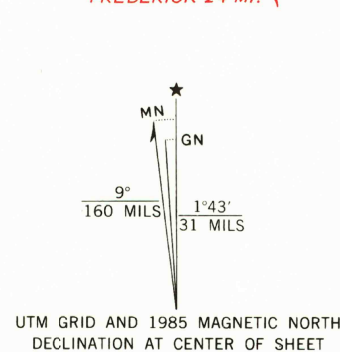 FREDERICK 24 MI.
MN
GN
9°
160 MILS
1°43′
31 MILS
UTM GRID AND 1985 MAGNETIC NORTH
DECLINATION AT CENTER OF SHEET